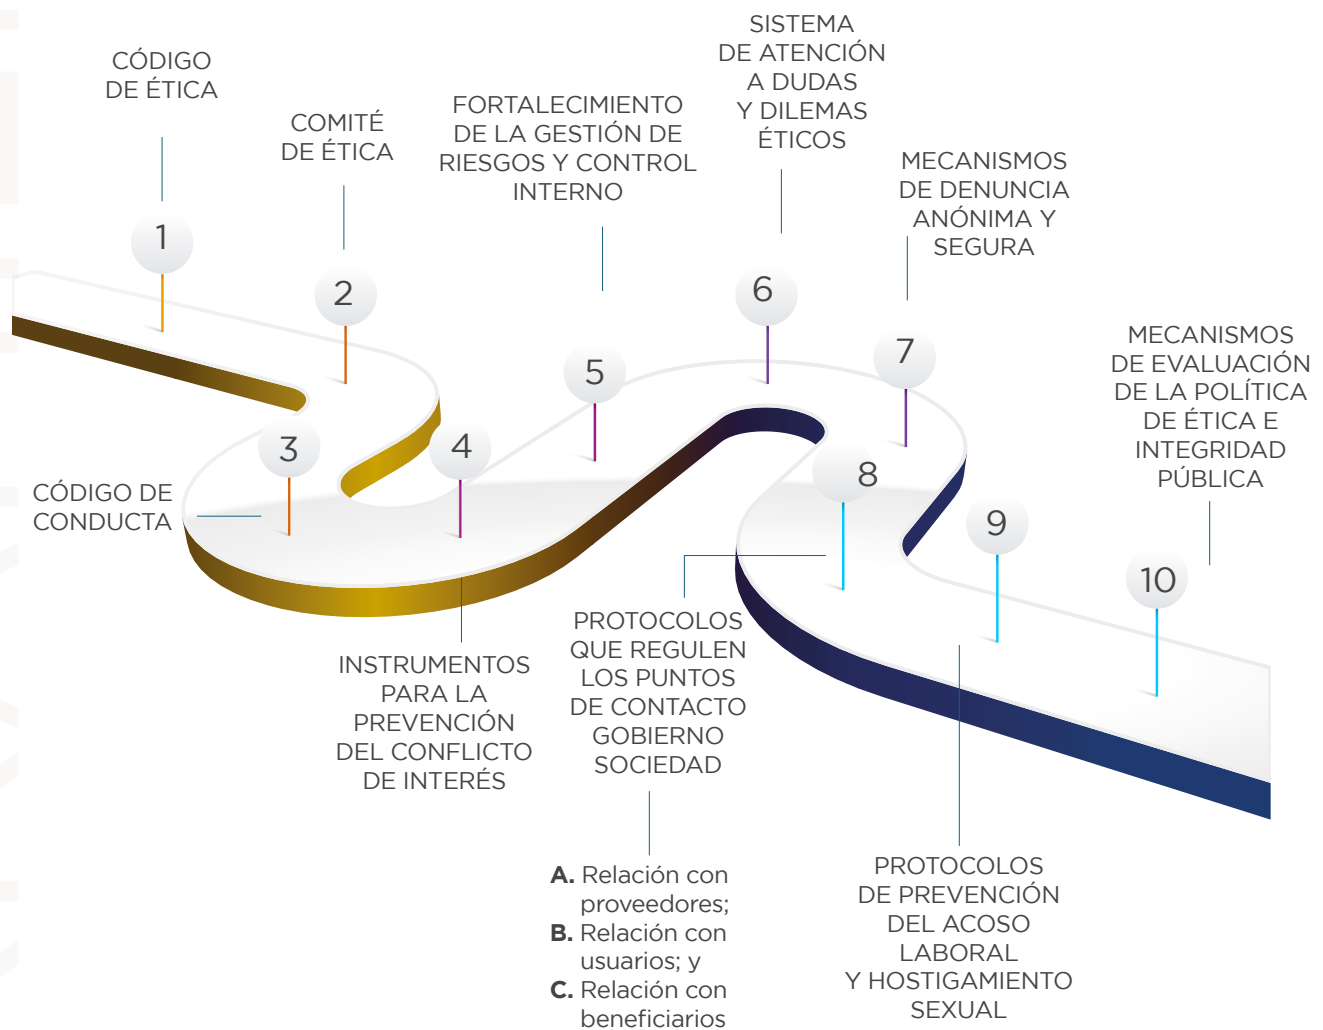 1
CÓDIGO
DE ÉTICA
2
COMITÉ
DE ÉTICA
3
CÓDIGO DE
CONDUCTA
4
INSTRUMENTOS
PARA LA
PREVENCIÓN
DEL CONFLICTO
DE INTERÉS
5
FORTALECIMIENTO
DE LA GESTIÓN DE
RIESGOS Y CONTROL
INTERNO
6
SISTEMA
DE ATENCIÓN
A DUDAS
Y DILEMAS
ÉTICOS
7
MECANISMOS
DE DENUNCIA
ANÓNIMA Y
SEGURA
8
PROTOCOLOS
QUE REGULEN
LOS PUNTOS
DE CONTACTO
GOBIERNO
SOCIEDAD
A. Relación con
proveedores;
B. Relación con
usuarios; y
C. Relación con
beneficiarios
9
PROTOCOLOS
DE PREVENCIÓN
DEL ACOSO
LABORAL
Y HOSTIGAMIENTO
SEXUAL
10
MECANISMOS
DE EVALUACIÓN
DE LA POLÍTICA
DE ÉTICA E
INTEGRIDAD
PÚBLICA